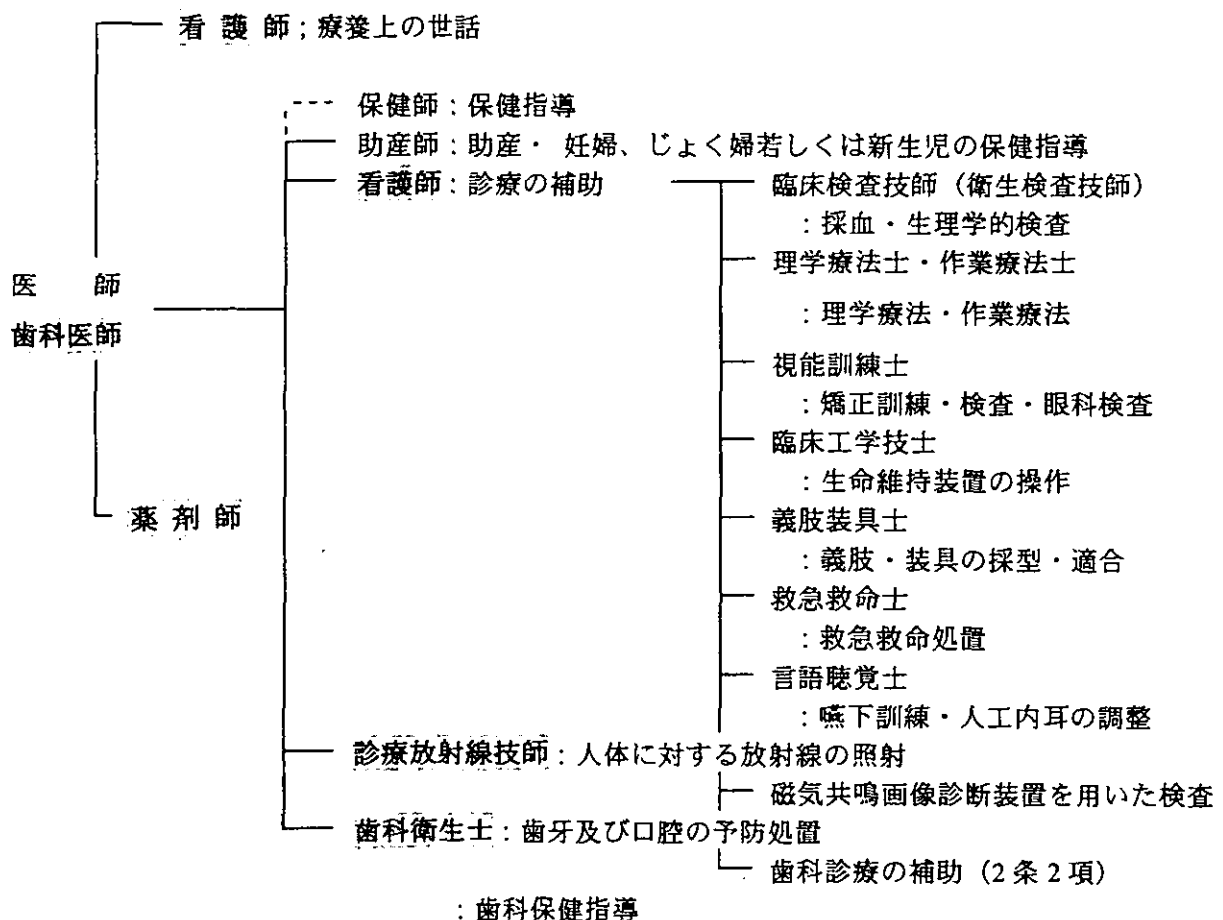 看 護 師 ; 療養上の世話
保健師 : 保健指導
助産師 : 助産・ 妊婦、じょく婦若しくは新生児の保健指導
看護師 : 診療の補助
臨床検査技師 (衛生検査技師)
: 採血・生理学的検査
理学療法士・作業療法士
医 師
歯科医師
: 理学療法・作業療法
視能訓練士
: 矯正訓練・検査・眼科検査
臨床工学技士
: 生命維持装置の操作
薬 剤 師
義肢装具士
: 義肢・装具の採型・適合
救急救命士
: 救急救命処置
言語聴覚士
: 嚥下訓練・人工内耳の調整
診療放射線技師 : 人体に対する放射線の照射
磁気共鳴画像診断装置を用いた検査
歯科衛生士 : 歯牙及び口腔の予防処置
歯科診療の補助 (2条2項)
: 歯科保健指導